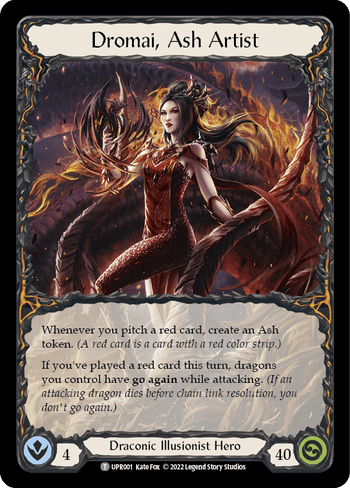 Dromai, Ash Artist
Whenever you pitch a red card, create an Ash
token. (A red card is a card with a red color strip.)
If you've played a red card this turn, dragons
you control have go again while attacking. (If an
attacking dragon dies before chain link resolution, you
don't go again.)
Draconic Illusionist Hero
4
40
T UPR001 Kate Fox © 2022 Legend Story Studios